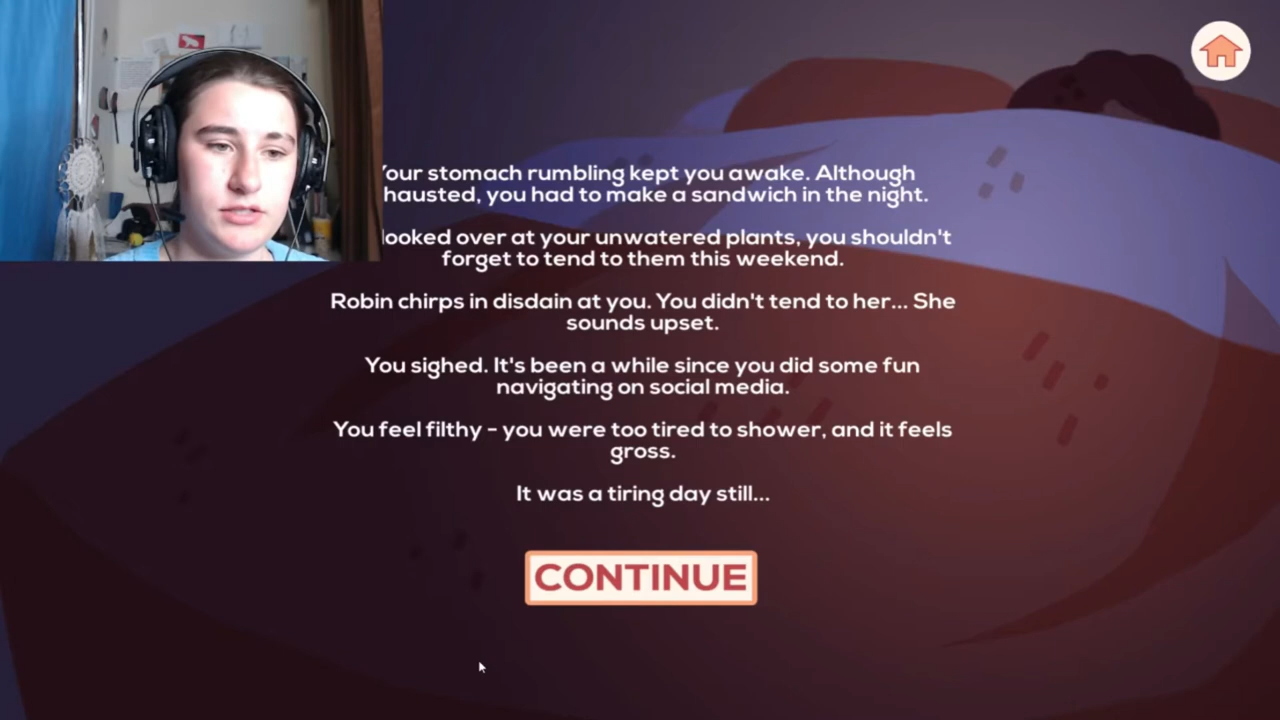 our stomach rumbling kept you awake. Although
hausted, you had to make a sandwich in the night.
looked over at your unwatered plants, you shouldn't
forget to tend to them this weekend.
Robin chirps in disdain at you. You didn't tend to her... She
sounds upset.
You sighed. It's been a while since you did some fun
navigating on social media.
You feel filthy - you were too tired to shower, and it feels
gross.
It was a tiring day still...
CONTINUE